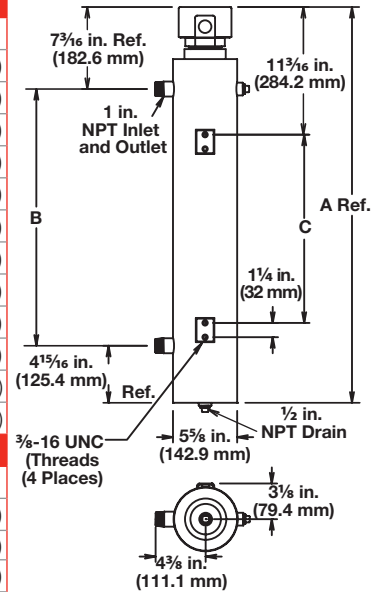 7³⁄₁₆ in. Ref.
(182.6 mm)
11³⁄₁₆ in.
(284.2 mm)
1 in.
NPT Inlet
and Outlet
A Ref.
B
C
1¼ in.
(32 mm)
4¹⁵⁄₁₆ in.
(125.4 mm)
Ref.
³⁄₈-16 UNC
(Threads
(4 Places)
5⁵⁄₈ in.
(142.9 mm)
½ in.
NPT Drain
3¹⁄₈ in.
(79.4 mm)
4³⁄₈ in.
(111.1 mm)